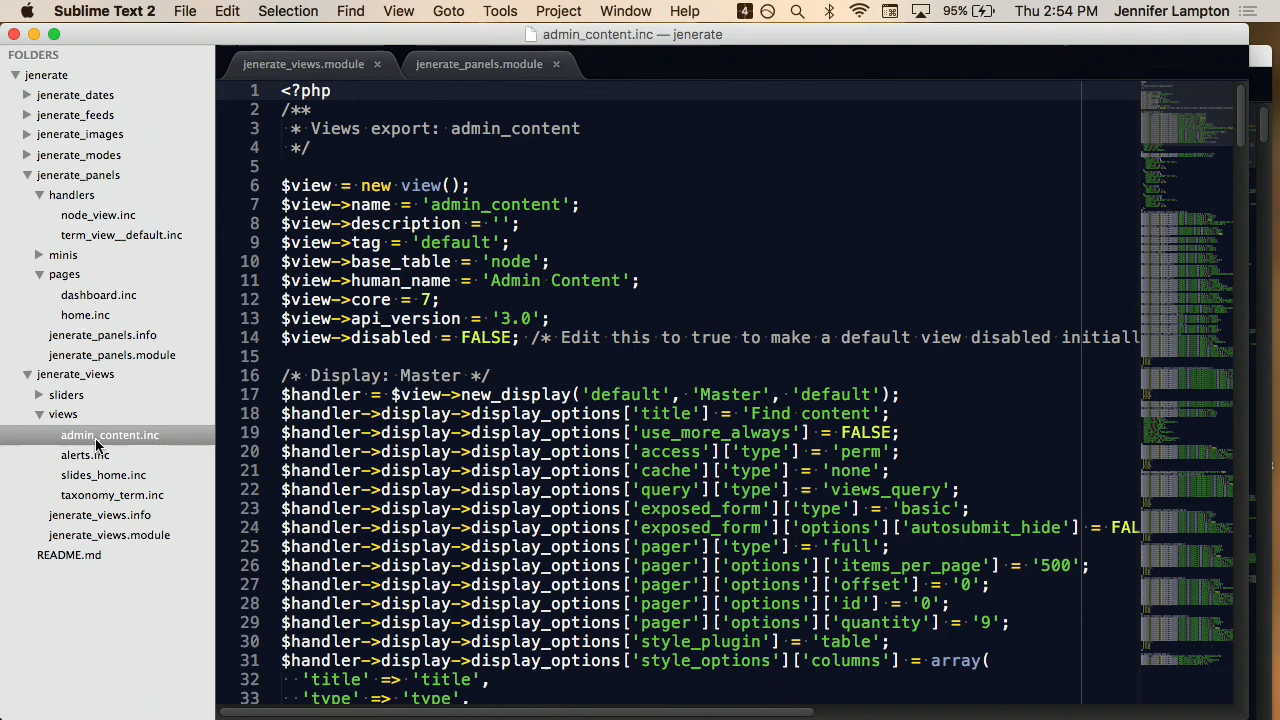 Sublime Text 2 File Edit Selection Find View Goto Tools Project Window Help 4 95% Thu 2:54 PM Jennifer Lampton
admin_content.inc — jenerate
FOLDERS
jenerate
jenerate_dates
jenerate_feeds
jenerate_images
jenerate_modes
jenerate_panels
handlers
node_view.inc
term_view__default.inc
minis
pages
dashboard.inc
home.inc
jenerate_panels.info
jenerate_panels.module
jenerate_views
sliders
views
admin_content.inc
alerts.inc
slides_home.inc
taxonomy_term.inc
jenerate_views.info
jenerate_views.module
README.md
jenerate_views.module × jenerate_panels.module ×
1 <?php
2 /**
3  * Views export: admin_content
4  */
5
6 $view = new view();
7 $view->name = 'admin_content';
8 $view->description = '';
9 $view->tag = 'default';
10 $view->base_table = 'node';
11 $view->human_name = 'Admin Content';
12 $view->core = 7;
13 $view->api_version = '3.0';
14 $view->disabled = FALSE; /* Edit this to true to make a default view disabled initiall
15
16 /* Display: Master */
17 $handler = $view->new_display('default', 'Master', 'default');
18 $handler->display->display_options['title'] = 'Find content';
19 $handler->display->display_options['use_more_always'] = FALSE;
20 $handler->display->display_options['access']['type'] = 'perm';
21 $handler->display->display_options['cache']['type'] = 'none';
22 $handler->display->display_options['query']['type'] = 'views_query';
23 $handler->display->display_options['exposed_form']['type'] = 'basic';
24 $handler->display->display_options['exposed_form']['options']['autosubmit_hide'] = FAL
25 $handler->display->display_options['pager']['type'] = 'full';
26 $handler->display->display_options['pager']['options']['items_per_page'] = '500';
27 $handler->display->display_options['pager']['options']['offset'] = '0';
28 $handler->display->display_options['pager']['options']['id'] = '0';
29 $handler->display->display_options['pager']['options']['quantity'] = '9';
30 $handler->display->display_options['style_plugin'] = 'table';
31 $handler->display->display_options['style_options']['columns'] = array(
32   'title' => 'title',
33   'type' => 'type',